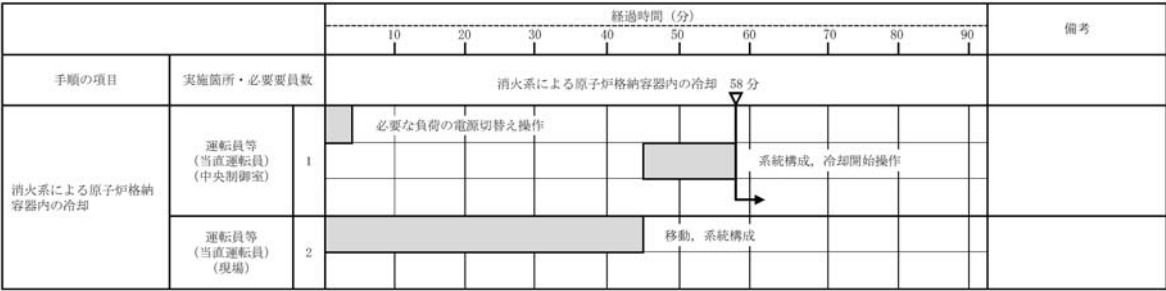 経過時間（分）
備考
10 20 30 40 50 60 70 80 90
手順の項目
実施箇所・必要要員数
消火系による原子炉格納容器内の冷却 58分
必要な負荷の電源切替え操作
運転員等
(当直運転員)
(中央制御室)
1
系統構成，冷却開始操作
消火系による原子炉格納
容器内の冷却
運転員等
(当直運転員)
(現場)
2
移動，系統構成